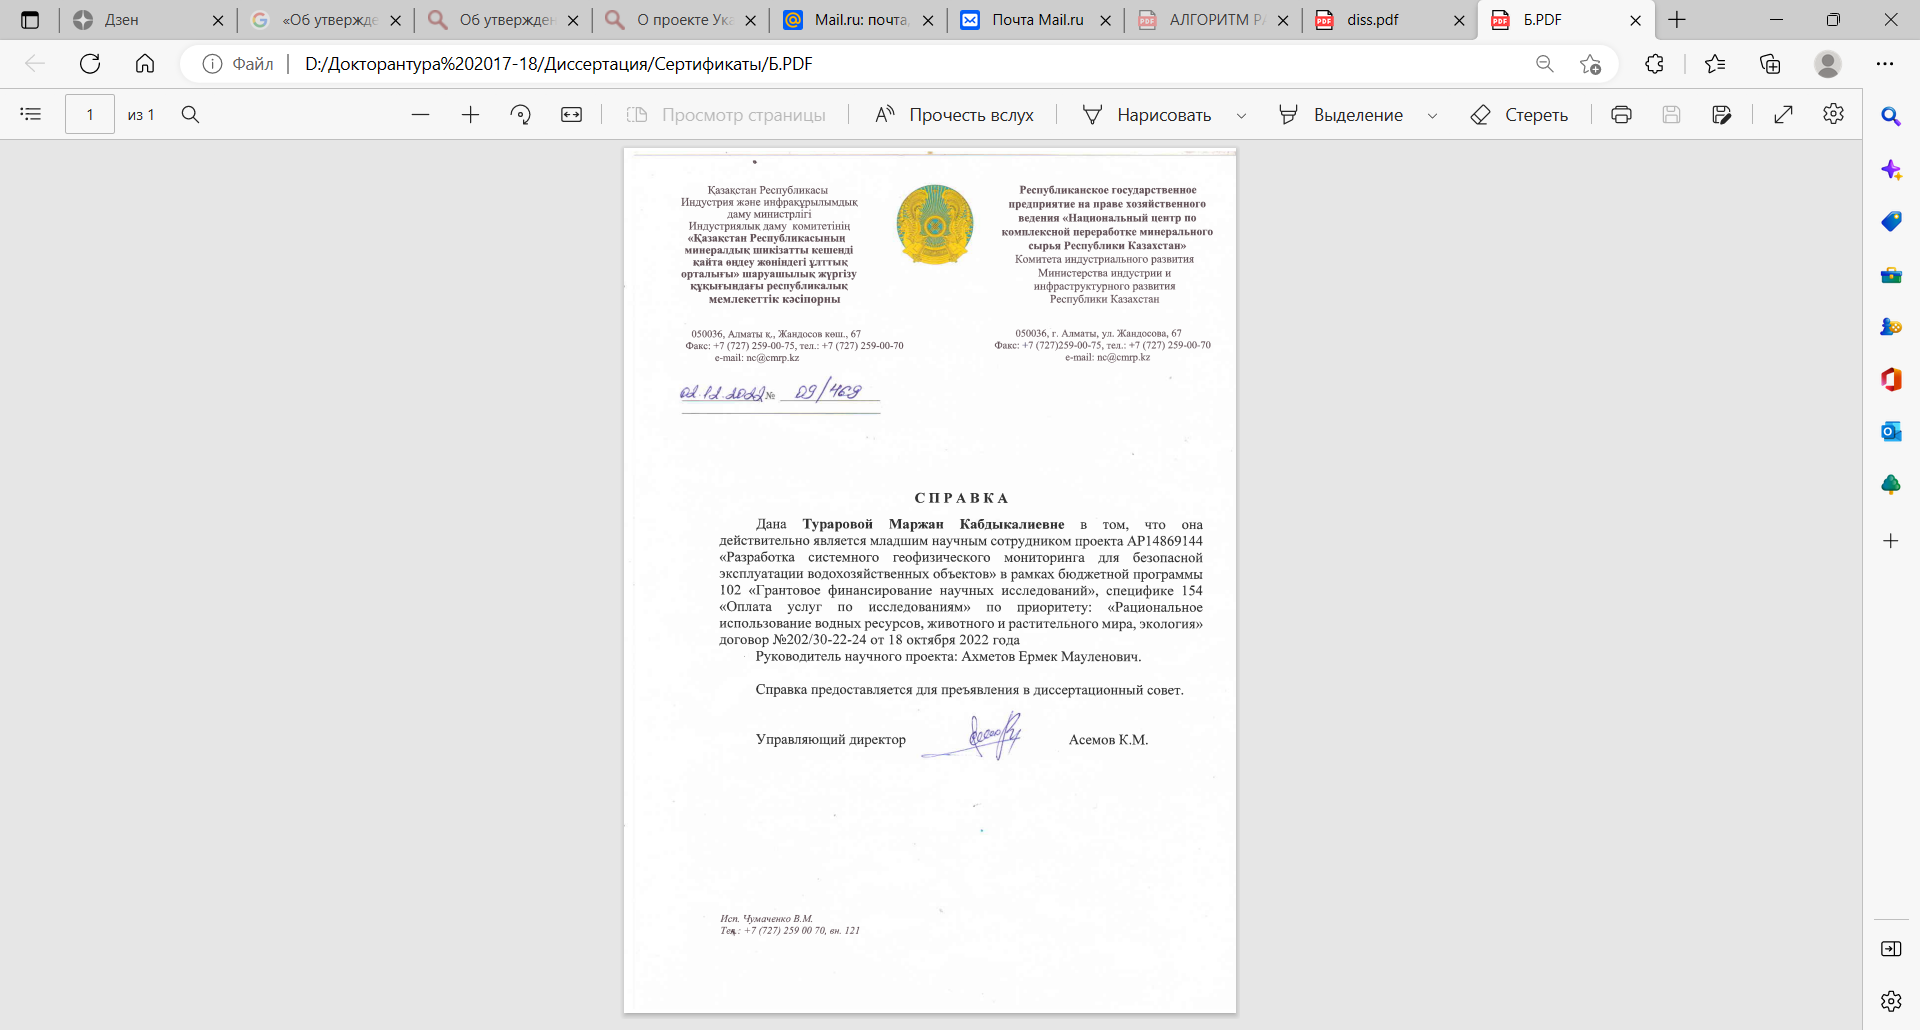 Дзен
«Об утвержде
Об утвержден
О проекте Ука
Mail.ru: почта,
Почта Mail.ru
АЛГОРИТМ РА
diss.pdf
Б.PDF
Файл
D:/Докторантура%202017-18/Диссертация/Сертификаты/Б.PDF
1 из 1
Просмотр страницы
Прочесть вслух
Нарисовать
Выделение
Стереть
Қазақстан Республикасы
Индустрия және инфрақұрылымдық
даму министрлігі
Индустриялық даму комитетінің
«Қазақстан Республикасының
минералдық шикізатты кешенді
қайта өңдеу жөніндегі ұлттық
орталығы» шаруашылық жүргізу
құқығындағы республикалық
мемлекеттік кәсіпорны
050036, Алматы қ., Жандосов көш., 67
Факс: +7 (727) 259-00-75, тел.: +7 (727) 259-00-70
e-mail: nc@cmrp.kz
Республиканское государственное
предприятие на праве хозяйственного
ведения «Национальный центр по
комплексной переработке минерального
сырья Республики Казахстан»
Комитета индустриального развития
Министерства индустрии и
инфраструктурного развития
Республики Казахстан
050036, г. Алматы, ул. Жандосова, 67
Факс: +7 (727)259-00-75, тел.: +7 (727) 259-00-70
e-mail: nc@cmrp.kz
02.12.2022 № 09/469
СПРАВКА
Дана Тураровой Маржан Кабдыкалиевне в том, что она
действительно является младшим научным сотрудником проекта АР14869144
«Разработка системного геофизического мониторинга для безопасной
эксплуатации водохозяйственных объектов» в рамках бюджетной программы
102 «Грантовое финансирование научных исследований», специфике 154
«Оплата услуг по исследованиям» по приоритету: «Рациональное
использование водных ресурсов, животного и растительного мира, экология»
договор №202/30-22-24 от 18 октября 2022 года
Руководитель научного проекта: Ахметов Ермек Мауленович.
Справка предоставляется для преъявления в диссертационный совет.
Управляющий директор Асемов К.М.
Исп. Чумаченко В.М.
Тел.: +7 (727) 259 00 70, вн. 121